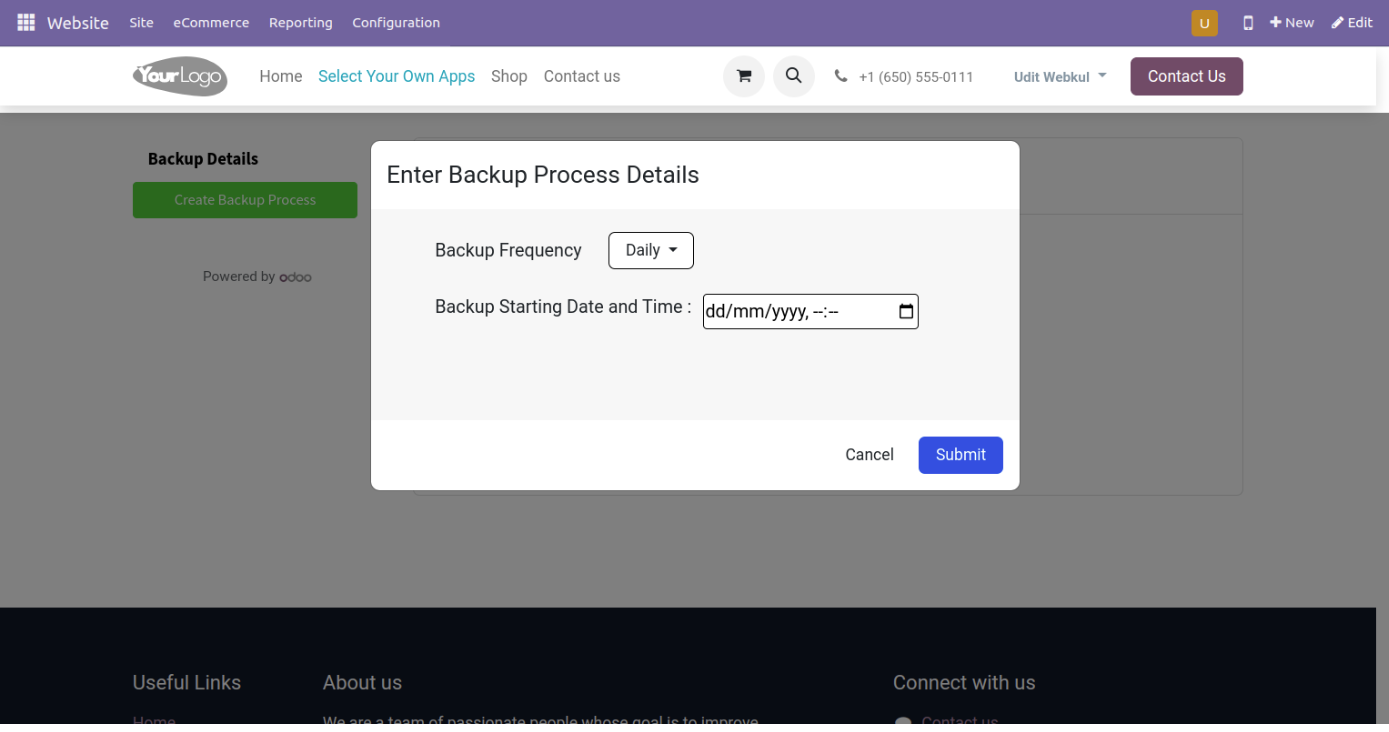 Website Site eCommerce Reporting Configuration U New Edit
YourLogo Home Select Your Own Apps Shop Contact us +1 (650) 555-0111 Udit Webkul Contact Us
Backup Details
Create Backup Process
Powered by odoo
Enter Backup Process Details
Backup Frequency Daily
Backup Starting Date and Time : dd/mm/yyyy, --:--
Cancel Submit
Useful Links About us Connect with us
Home We are a team of passionate people whose goal is to improve Contact us